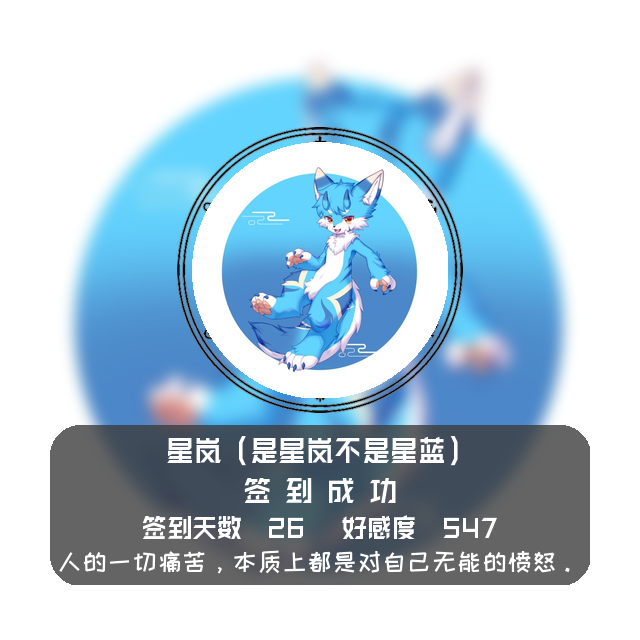 星岚（是星岚不是星蓝）
签到成功
签到天数 26 好感度 547
人的一切痛苦，本质上都是对自己无能的愤怒.